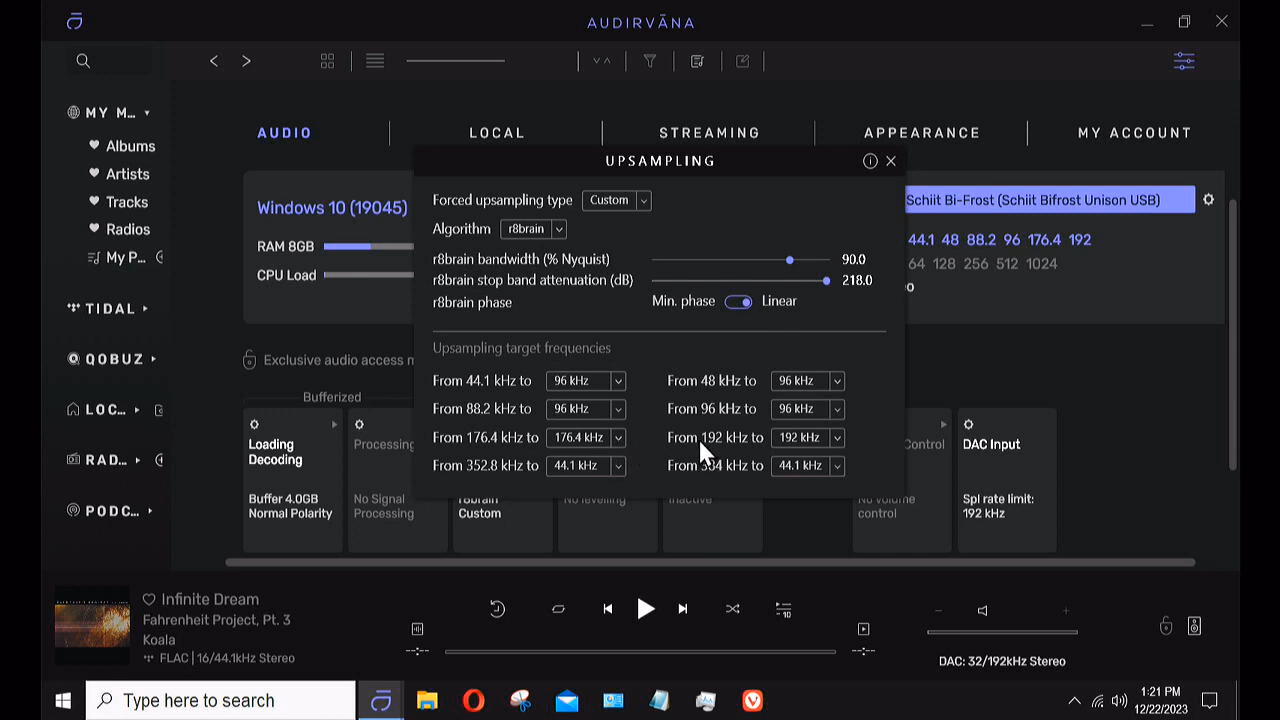 AUDIRVĀNA
AUDIO
LOCAL
STREAMING
APPEARANCE
MY ACCOUNT
MY M...
Albums
Artists
Tracks
Radios
My P...
TIDAL
QOBUZ
LOC...
RAD...
PODC...
Windows 10 (19045)
RAM 8GB
CPU Load
Schiit Bi-Frost (Schiit Bifrost Unison USB)
44.1 48 88.2 96 176.4 192
64 128 256 512 1024
UPSAMPLING
Forced upsampling type Custom
Algorithm r8brain
r8brain bandwidth (% Nyquist) 90.0
r8brain stop band attenuation (dB) 218.0
r8brain phase Min. phase Linear
Upsampling target frequencies
From 44.1 kHz to 96 kHz From 48 kHz to 96 kHz
From 88.2 kHz to 96 kHz From 96 kHz to 96 kHz
From 176.4 kHz to 176.4 kHz From 192 kHz to 192 kHz
From 352.8 kHz to 44.1 kHz From 384 kHz to 44.1 kHz
Exclusive audio access
Bufferized
Loading
Decoding
Buffer 4.0GB
Normal Polarity
Processing
No Signal
Processing
r8brain
Custom
No levelling
Inactive
Control
No volume
control
DAC Input
Spl rate limit:
192 kHz
Infinite Dream
Fahrenheit Project, Pt. 3
Koala
FLAC | 16/44.1kHz Stereo
10
DAC: 32/192kHz Stereo
Type here to search
1:21 PM
12/22/2023